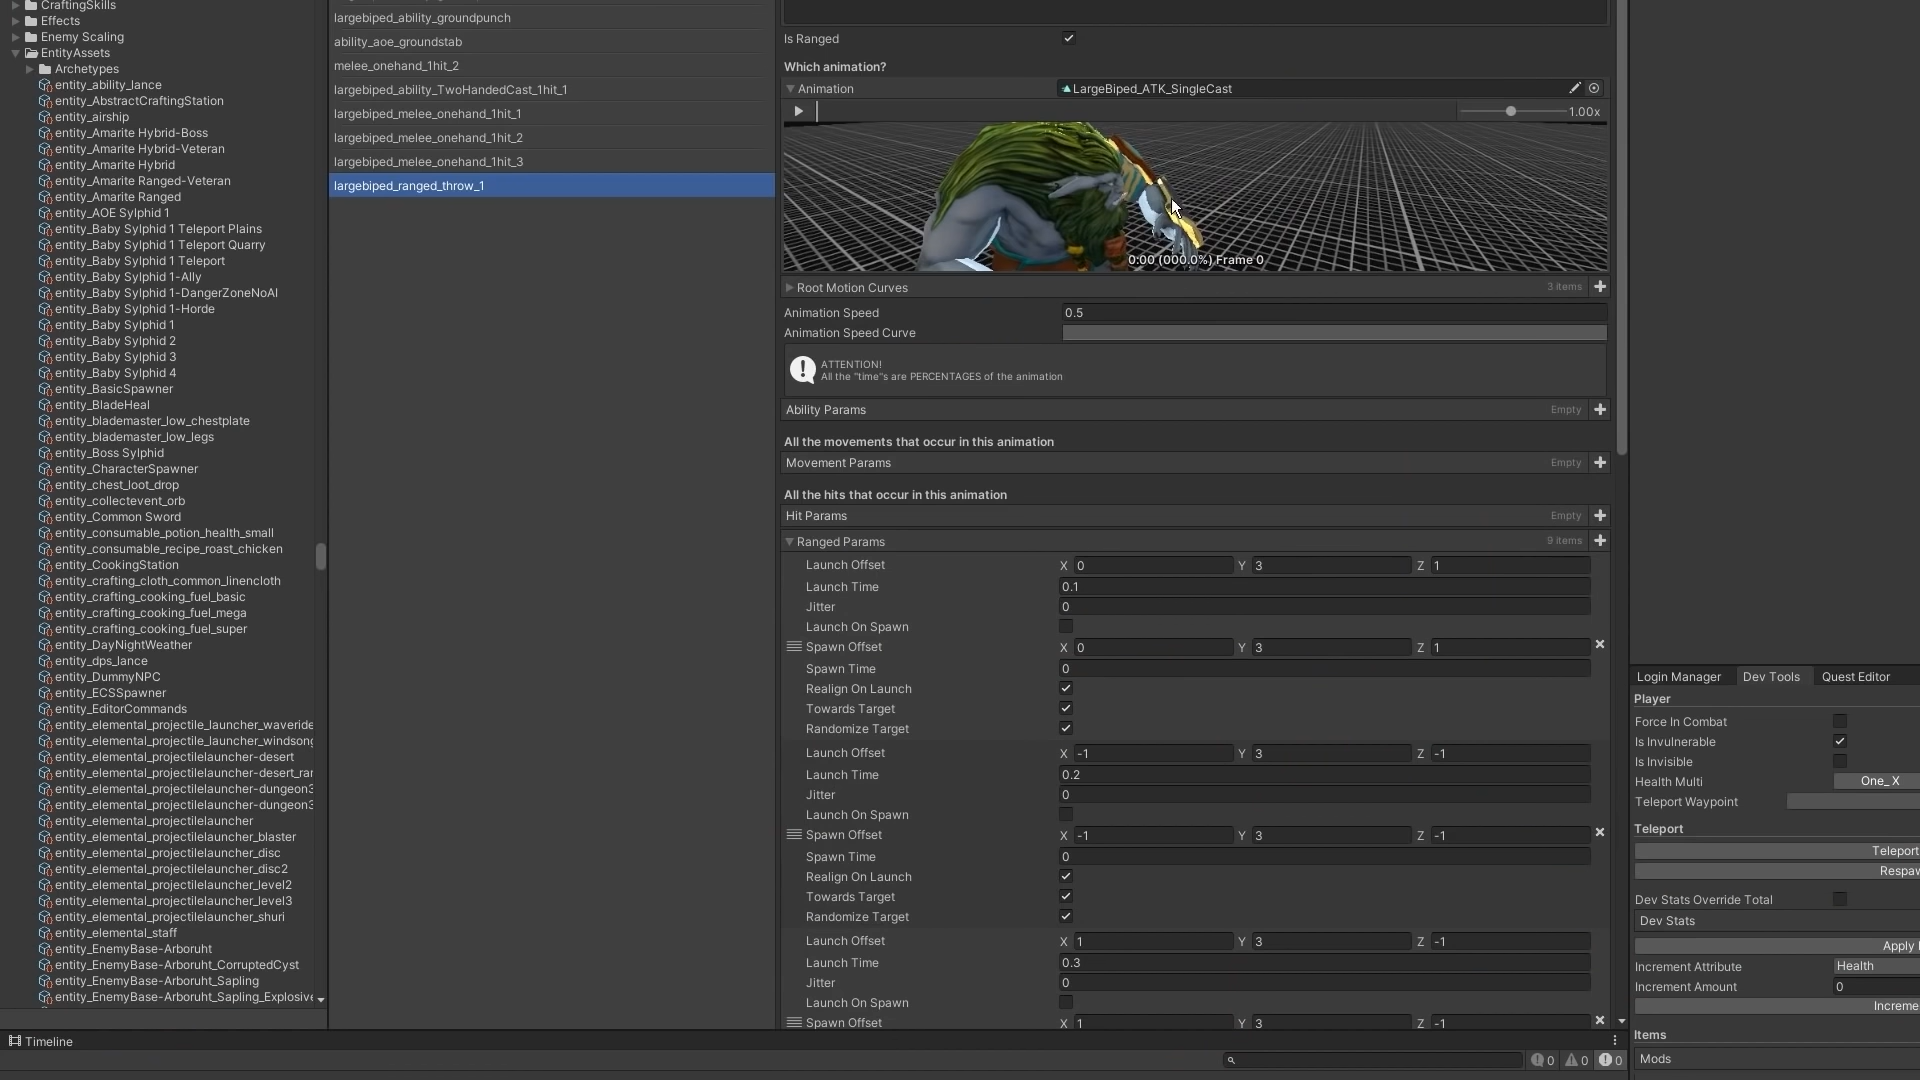 CraftingSkills
Effects
Enemy Scaling
EntityAssets
Archetypes
entity_ability_lance
entity_AbstractCraftingStation
entity_airship
entity_Amarite Hybrid-Boss
entity_Amarite Hybrid-Veteran
entity_Amarite Hybrid
entity_Amarite Ranged-Veteran
entity_Amarite Ranged
entity_AOE Sylphid 1
entity_Baby Sylphid 1 Teleport Plains
entity_Baby Sylphid 1 Teleport Quarry
entity_Baby Sylphid 1 Teleport
entity_Baby Sylphid 1-Ally
entity_Baby Sylphid 1-DangerZoneNoAI
entity_Baby Sylphid 1-Horde
entity_Baby Sylphid 1
entity_Baby Sylphid 2
entity_Baby Sylphid 3
entity_Baby Sylphid 4
entity_BasicSpawner
entity_BladeHeal
entity_blademaster_low_chestplate
entity_blademaster_low_legs
entity_Boss Sylphid
entity_CharacterSpawner
entity_chest_loot_drop
entity_collectevent_orb
entity_Common Sword
entity_consumable_potion_health_small
entity_consumable_recipe_roast_chicken
entity_CookingStation
entity_crafting_cloth_common_linencloth
entity_crafting_cooking_fuel_basic
entity_crafting_cooking_fuel_mega
entity_crafting_cooking_fuel_super
entity_DayNightWeather
entity_dps_lance
entity_DummyNPC
entity_ECSSpawner
entity_EditorCommands
entity_elemental_projectile_launcher_waveride
entity_elemental_projectile_launcher_windsong
entity_elemental_projectilelauncher-desert
entity_elemental_projectilelauncher-desert_ran
entity_elemental_projectilelauncher-dungeon3
entity_elemental_projectilelauncher-dungeon3
entity_elemental_projectilelauncher
entity_elemental_projectilelauncher_blaster
entity_elemental_projectilelauncher_disc
entity_elemental_projectilelauncher_disc2
entity_elemental_projectilelauncher_level2
entity_elemental_projectilelauncher_level3
entity_elemental_projectilelauncher_shuri
entity_elemental_staff
entity_EnemyBase-Arboruht
entity_EnemyBase-Arboruht_CorruptedCyst
entity_EnemyBase-Arboruht_Sapling
entity_EnemyBase-Arboruht_Sapling_Explosive
largebiped_ability_groundpunch
ability_aoe_groundstab
melee_onehand_1hit_2
largebiped_ability_TwoHandedCast_1hit_1
largebiped_melee_onehand_1hit_1
largebiped_melee_onehand_1hit_2
largebiped_melee_onehand_1hit_3
largebiped_ranged_throw_1
Is Ranged
Which animation?
Animation LargeBiped_ATK_SingleCast
1.00x
0:00 (000.0%) Frame 0
Root Motion Curves 3 items
Animation Speed 0.5
Animation Speed Curve
ATTENTION!
All the "time"s are PERCENTAGES of the animation
Ability Params Empty
All the movements that occur in this animation
Movement Params Empty
All the hits that occur in this animation
Hit Params Empty
Ranged Params 9 items
Launch Offset X 0 Y 3 Z 1
Launch Time 0.1
Jitter 0
Launch On Spawn
Spawn Offset X 0 Y 3 Z 1
Spawn Time 0
Realign On Launch
Towards Target
Randomize Target
Launch Offset X -1 Y 3 Z -1
Launch Time 0.2
Jitter 0
Launch On Spawn
Spawn Offset X -1 Y 3 Z -1
Spawn Time 0
Realign On Launch
Towards Target
Randomize Target
Launch Offset X 1 Y 3 Z -1
Launch Time 0.3
Jitter 0
Launch On Spawn
Spawn Offset X 1 Y 3 Z -1
Login Manager Dev Tools Quest Editor
Player
Force In Combat
Is Invulnerable
Is Invisible
Health Multi One_ X
Teleport Waypoint
Teleport
Teleport
Respaw
Dev Stats Override Total
Dev Stats
Apply
Increment Attribute Health
Increment Amount 0
Increme
Items
Mods
Timeline
0 0 0